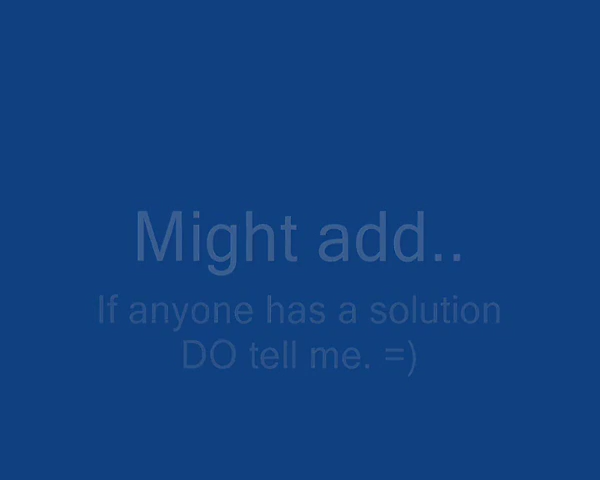 Might add..
If anyone has a solution
DO tell me. =)